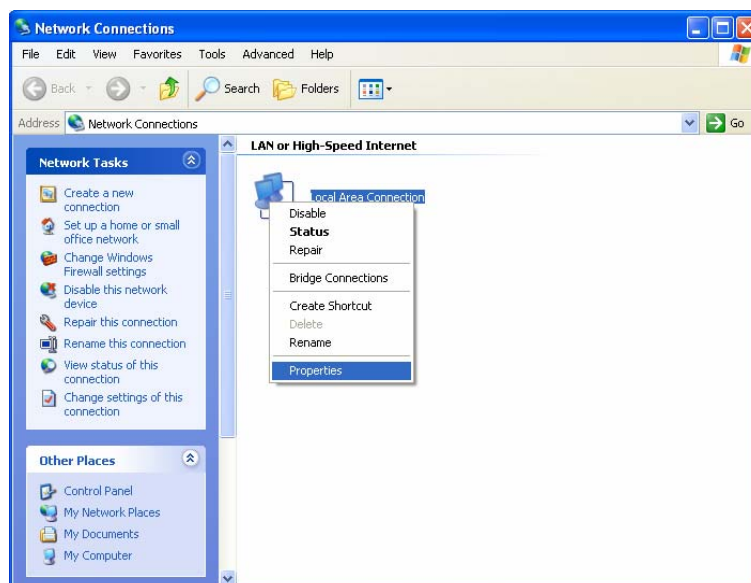 Network Connections
File Edit View Favorites Tools Advanced Help
Back Search Folders
Address Network Connections Go
Network Tasks
Create a new
connection
Set up a home or small
office network
Change Windows
Firewall settings
Disable this network
device
Repair this connection
Rename this connection
View status of this
connection
Change settings of this
connection
Other Places
Control Panel
My Network Places
My Documents
My Computer
LAN or High-Speed Internet
Local Area Connection
Disable
Status
Repair
Bridge Connections
Create Shortcut
Delete
Rename
Properties